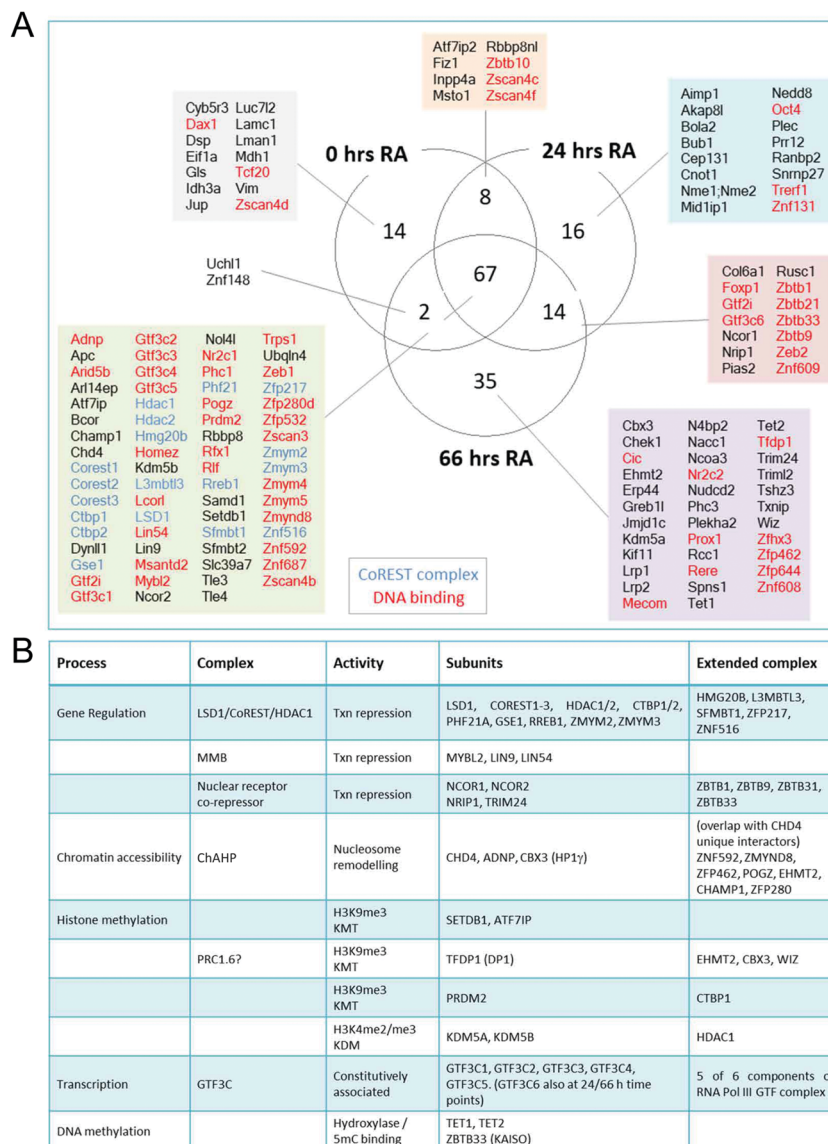 A
Atf7ip2 Rbbp8nl
Fiz1 Zbtb10
Inpp4a Zscan4c
Msto1 Zscan4f
Cyb5r3 Luc7l2
Dax1 Lamc1
Dsp Lman1
Eif1a Mdh1
Gls Tcf20
Idh3a Vim
Jup Zscan4d
Aimp1 Nedd8
Akap8l Oct4
Bola2 Plec
Bub1 Prr12
Cep131 Ranbp2
Cnot1 Snrnp27
Nme1;Nme2 Trerf1
Mid1ip1 Znf131
0 hrs RA
24 hrs RA
8
14
16
67
2
14
35
66 hrs RA
Uchl1
Znf148
Col6a1 Rusc1
Foxp1 Zbtb1
Gtf2i Zbtb21
Gtf3c6 Zbtb33
Ncor1 Zbtb9
Nrip1 Zeb2
Pias2 Znf609
Adnp Gtf3c2 Nol4l Trps1
Apc Gtf3c3 Nr2c1 Ubqln4
Arid5b Gtf3c4 Phc1 Zeb1
Arl14ep Gtf3c5 Phf21 Zfp217
Atf7ip Hdac1 Pogz Zfp280d
Bcor Hdac2 Prdm2 Zfp532
Champ1 Hmg20b Rbbp8 Zscan3
Chd4 Homez Rfx1 Zmym2
Corest1 Kdm5b Rlf Zmym3
Corest2 L3mbtl3 Rreb1 Zmym4
Corest3 Lcorl Samd1 Zmym5
Ctbp1 LSD1 Setdb1 Zmynd8
Ctbp2 Lin54 Sfmbt1 Znf516
Dynll1 Lin9 Sfmbt2 Znf592
Gse1 Msantd2 Slc39a7 Znf687
Gtf2i Mybl2 Tle3 Zscan4b
Gtf3c1 Ncor2 Tle4
CoREST complex
DNA binding
Cbx3 N4bp2 Tet2
Chek1 Nacc1 Tfdp1
Cic Ncoa3 Trim24
Ehmt2 Nr2c2 Triml2
Erp44 Nudcd2 Tshz3
Greb1l Phc3 Txnip
Jmjd1c Plekha2 Wiz
Kdm5a Prox1 Zfhx3
Kif11 Rcc1 Zfp462
Lrp1 Rere Zfp644
Lrp2 Spns1 Znf608
Mecom Tet1
B
Process Complex Activity Subunits Extended complex
Gene Regulation LSD1/CoREST/HDAC1 Txn repression LSD1, COREST1-3, HDAC1/2, CTBP1/2, HMG20B, L3MBTL3,
PHF21A, GSE1, RREB1, ZMYM2, ZMYM3 SFMBT1, ZFP217,
ZNF516
MMB Txn repression MYBL2, LIN9, LIN54
Nuclear receptor Txn repression NCOR1, NCOR2 ZBTB1, ZBTB9, ZBTB31,
co-repressor NRIP1, TRIM24 ZBTB33
Chromatin accessibility ChAHP Nucleosome remodelling CHD4, ADNP, CBX3 (HP1γ) (overlap with CHD4
unique interactors)
ZNF592, ZMYND8,
ZFP462, POGZ, EHMT2,
CHAMP1, ZFP280
Histone methylation H3K9me3 SETDB1, ATF7IP
KMT
PRC1.6? H3K9me3 TFDP1 (DP1) EHMT2, CBX3, WIZ
KMT
H3K9me3 PRDM2 CTBP1
KMT
H3K4me2/me3 KDM5A, KDM5B HDAC1
KDM
Transcription GTF3C Constitutively GTF3C1, GTF3C2, GTF3C3, GTF3C4, 5 of 6 components
associated GTF3C5. (GTF3C6 also at 24/66 h time RNA Pol III GTF complex
points)
DNA methylation Hydroxylase / TET1, TET2
5mC binding ZBTB33 (KAISO)